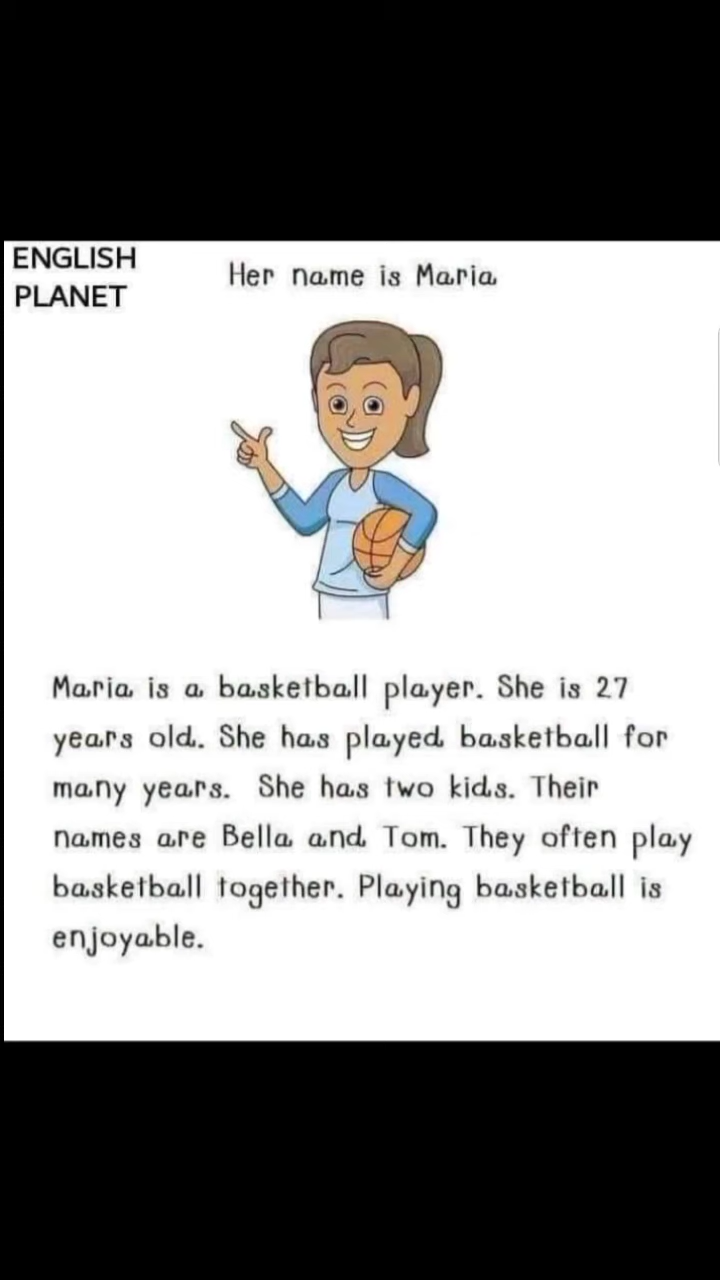 ENGLISH
PLANET
Her name is Maria
Maria is a basketball player. She is 27
years old. She has played basketball for
many years. She has two kids. Their
names are Bella and Tom. They often play
basketball together. Playing basketball is
enjoyable.